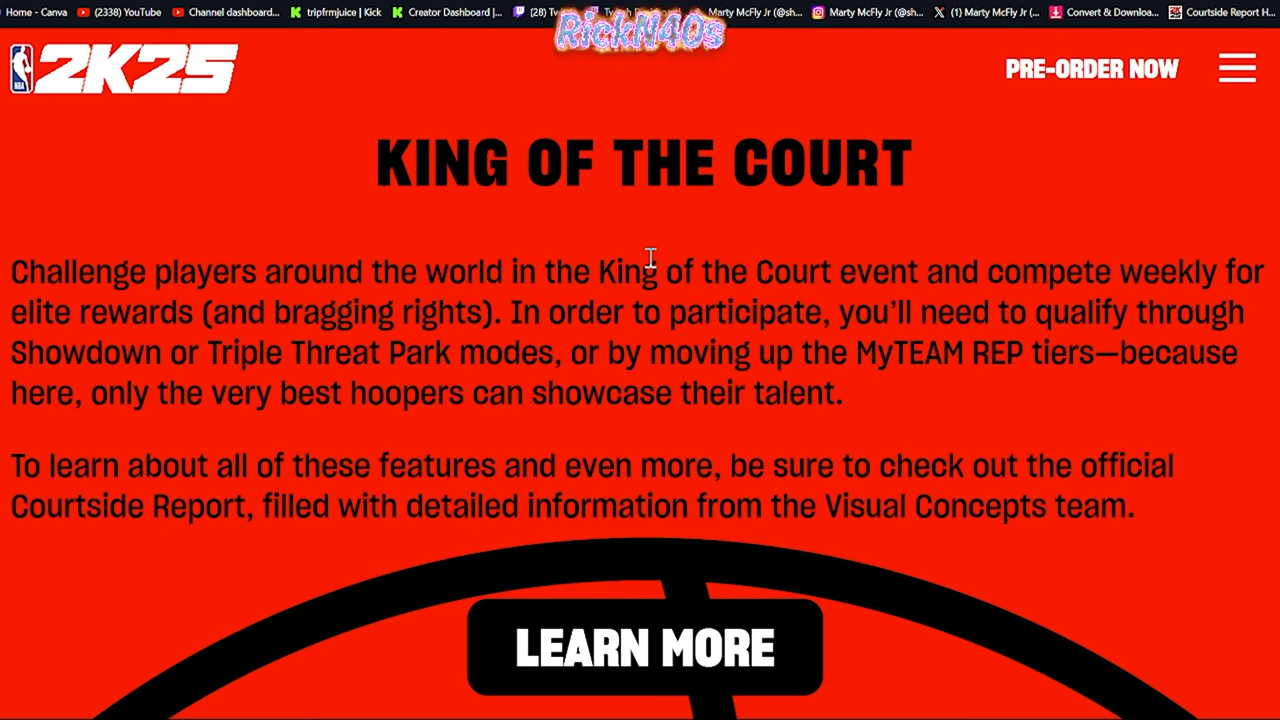 Home - Canva (2338) YouTube Channel dashboard... tripfrmjuice | Kick Creator Dashboard |... (28) Tw Marty McFly Jr (@sh... Marty McFly Jr (@sh... (1) Marty McFly Jr (... Convert & Downloa... Courtside Report H...
RickN40s
NBA 2K25 PRE-ORDER NOW
KING OF THE COURT
Challenge players around the world in the King of the Court event and compete weekly for
elite rewards (and bragging rights). In order to participate, you’ll need to qualify through
Showdown or Triple Threat Park modes, or by moving up the MyTEAM REP tiers—because
here, only the very best hoopers can showcase their talent.
To learn about all of these features and even more, be sure to check out the official
Courtside Report, filled with detailed information from the Visual Concepts team.
LEARN MORE